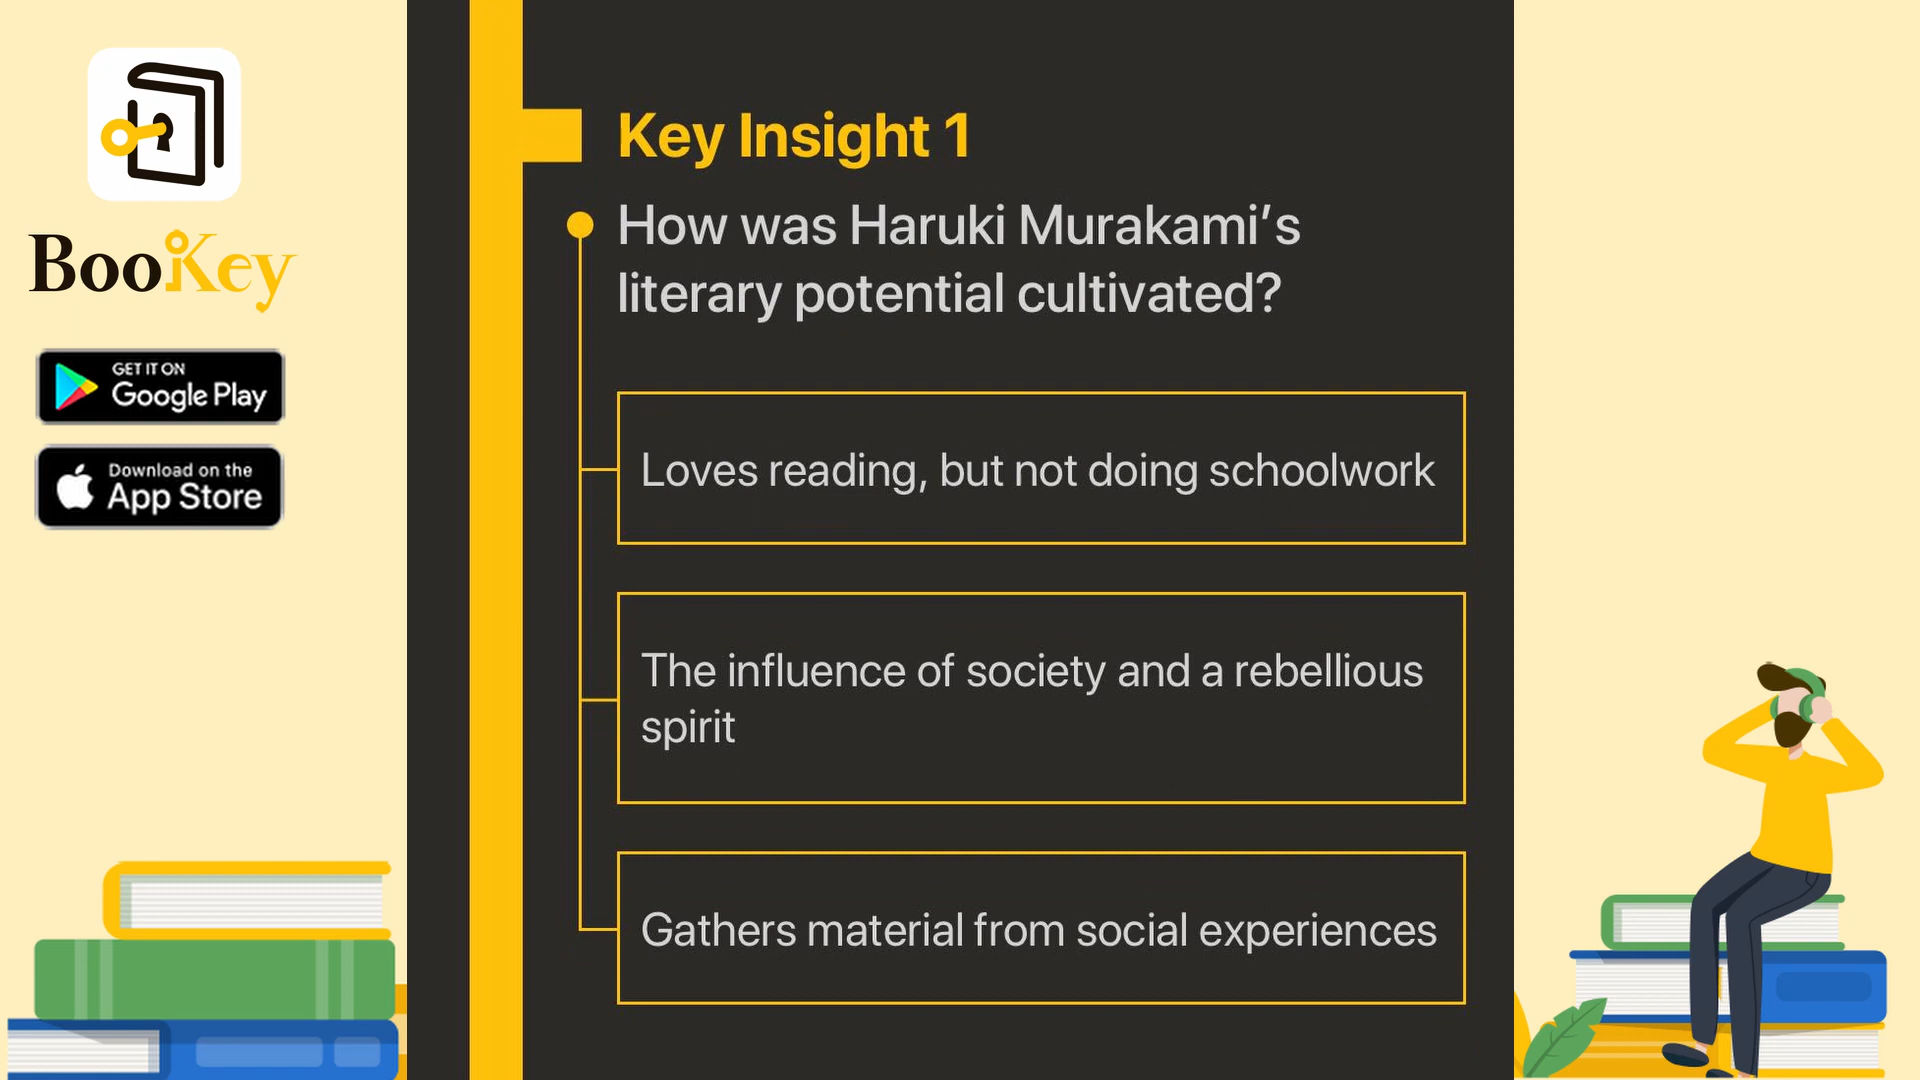 BooKey
GET IT ON
Google Play
Download on the
App Store
Key Insight 1
How was Haruki Murakami’s
literary potential cultivated?
Loves reading, but not doing schoolwork
The influence of society and a rebellious
spirit
Gathers material from social experiences